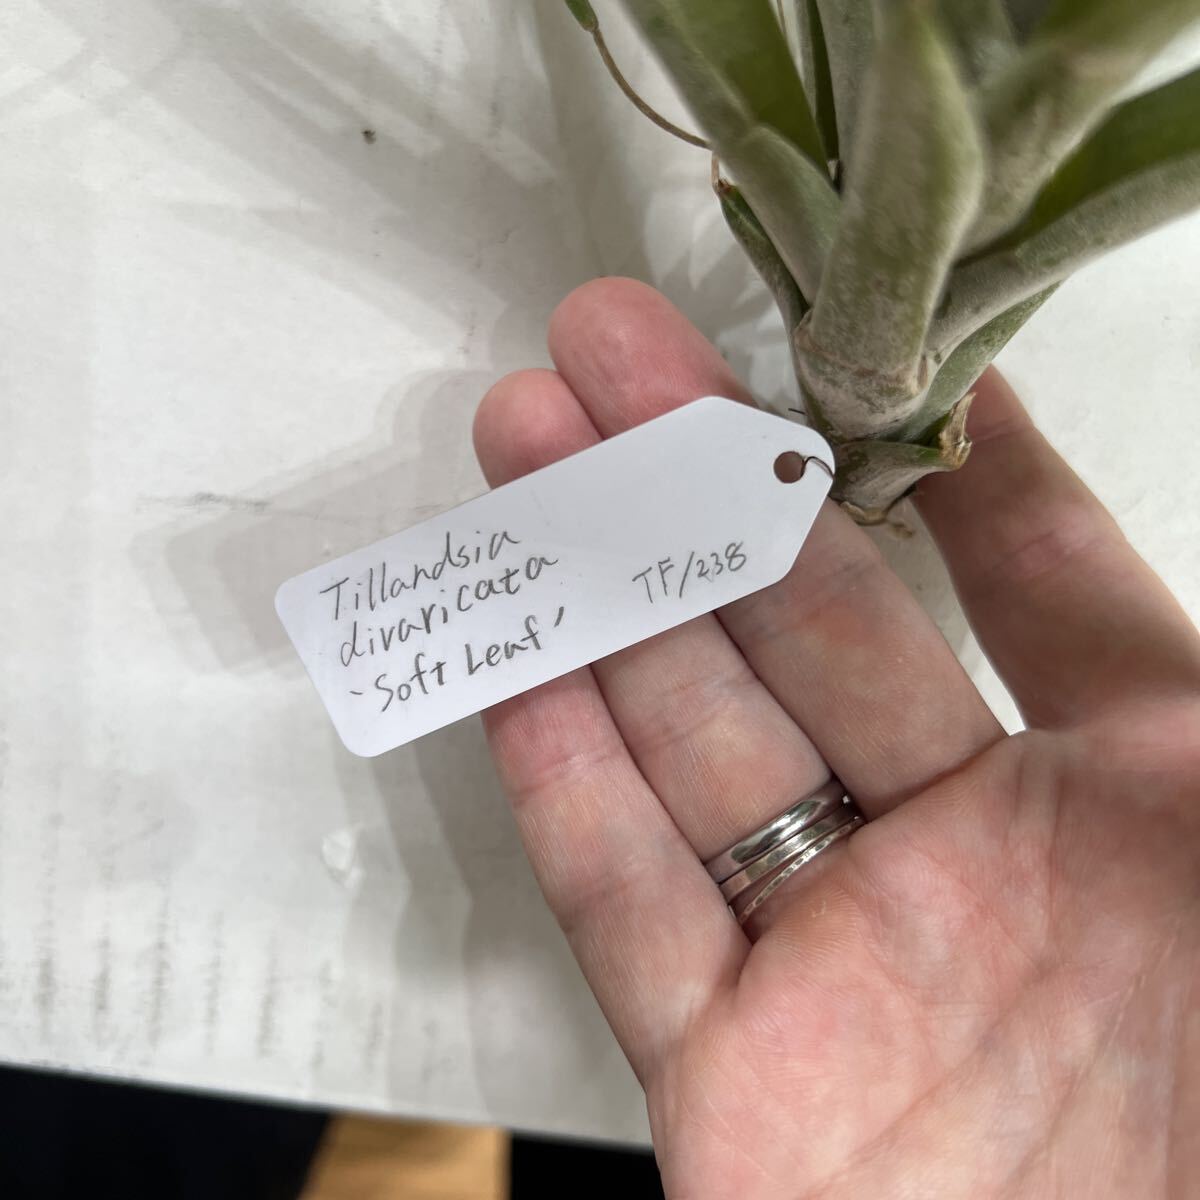 Tillandsia
divaricata
`Soft Leaf'
TF/238